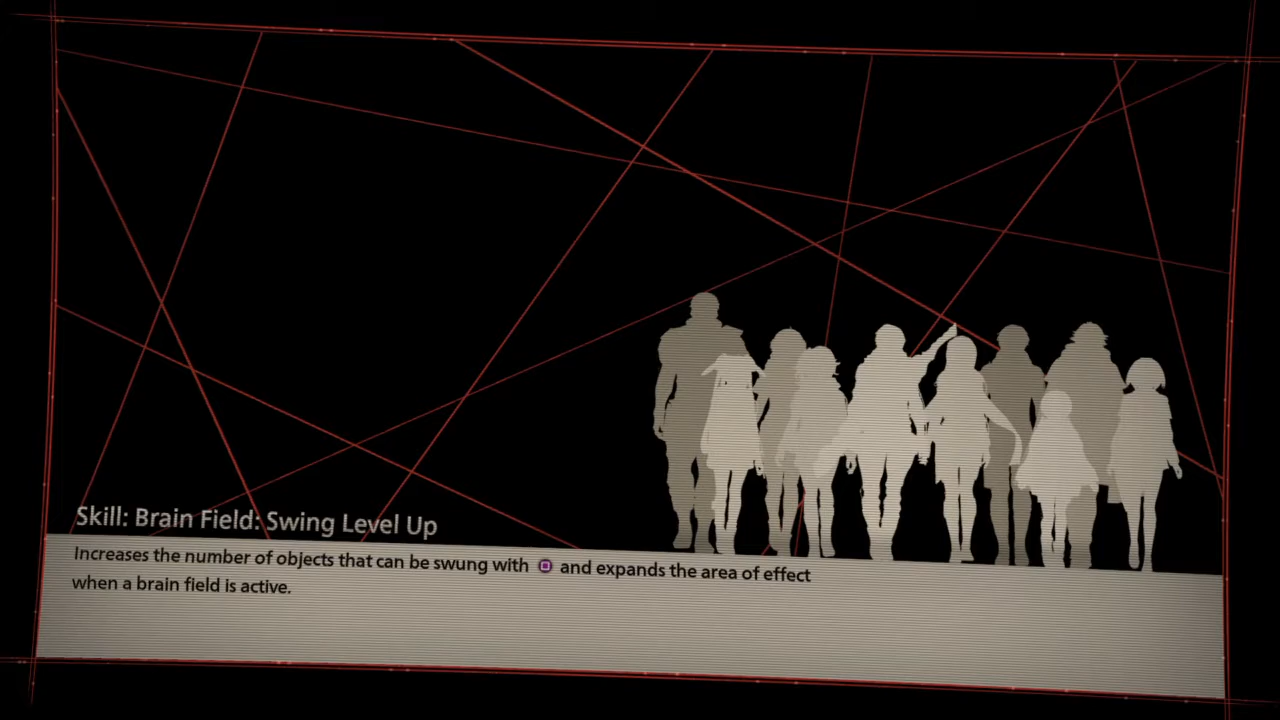 Skill: Brain Field: Swing Level Up
Increases the number of objects that can be swung with and expands the area of effect
when a brain field is active.